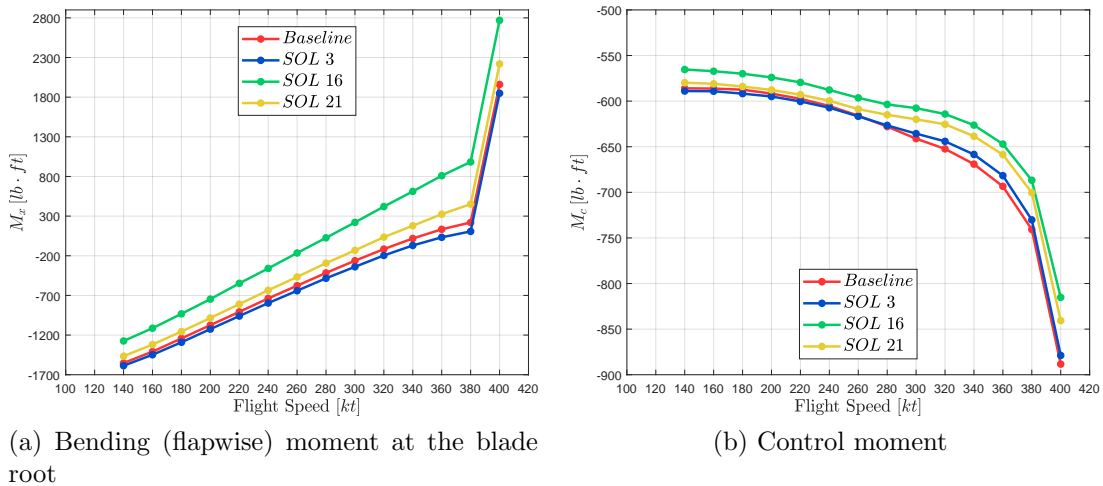 2800
2300
1800
1300
800
300
-200
-700
-1200
-1700
M_x [lb · ft]
100 120 140 160 180 200 220 240 260 280 300 320 340 360 380 400 420
Flight Speed [kt]
Baseline
SOL 3
SOL 16
SOL 21
(a) Bending (flapwise) moment at the blade
root
-500
-550
-600
-650
-700
-750
-800
-850
-900
M_c [lb · ft]
100 120 140 160 180 200 220 240 260 280 300 320 340 360 380 400 420
Flight Speed [kt]
Baseline
SOL 3
SOL 16
SOL 21
(b) Control moment